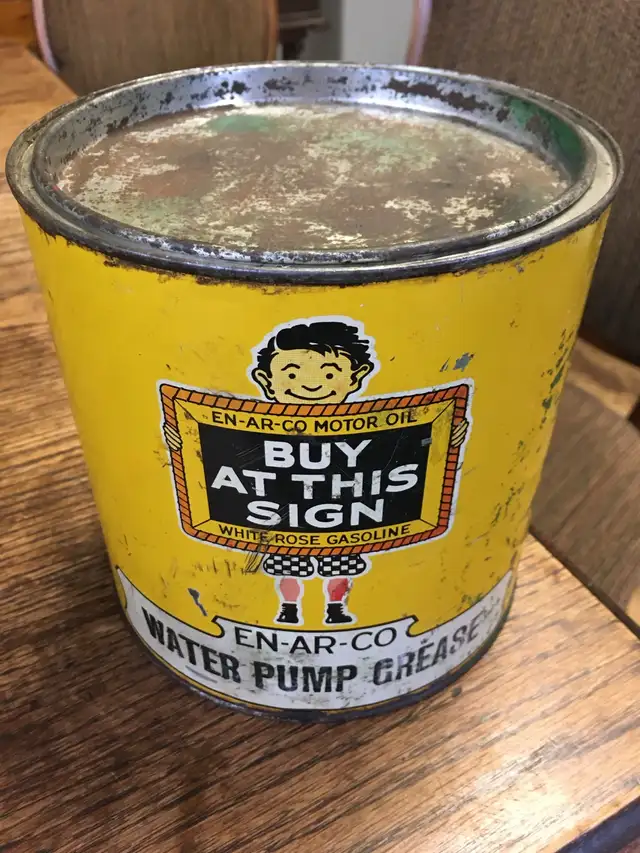 EN-AR-CO MOTOR OIL
BUY
AT THIS
SIGN
WHITE ROSE GASOLINE
EN-AR-CO
WATER PUMP GREASE